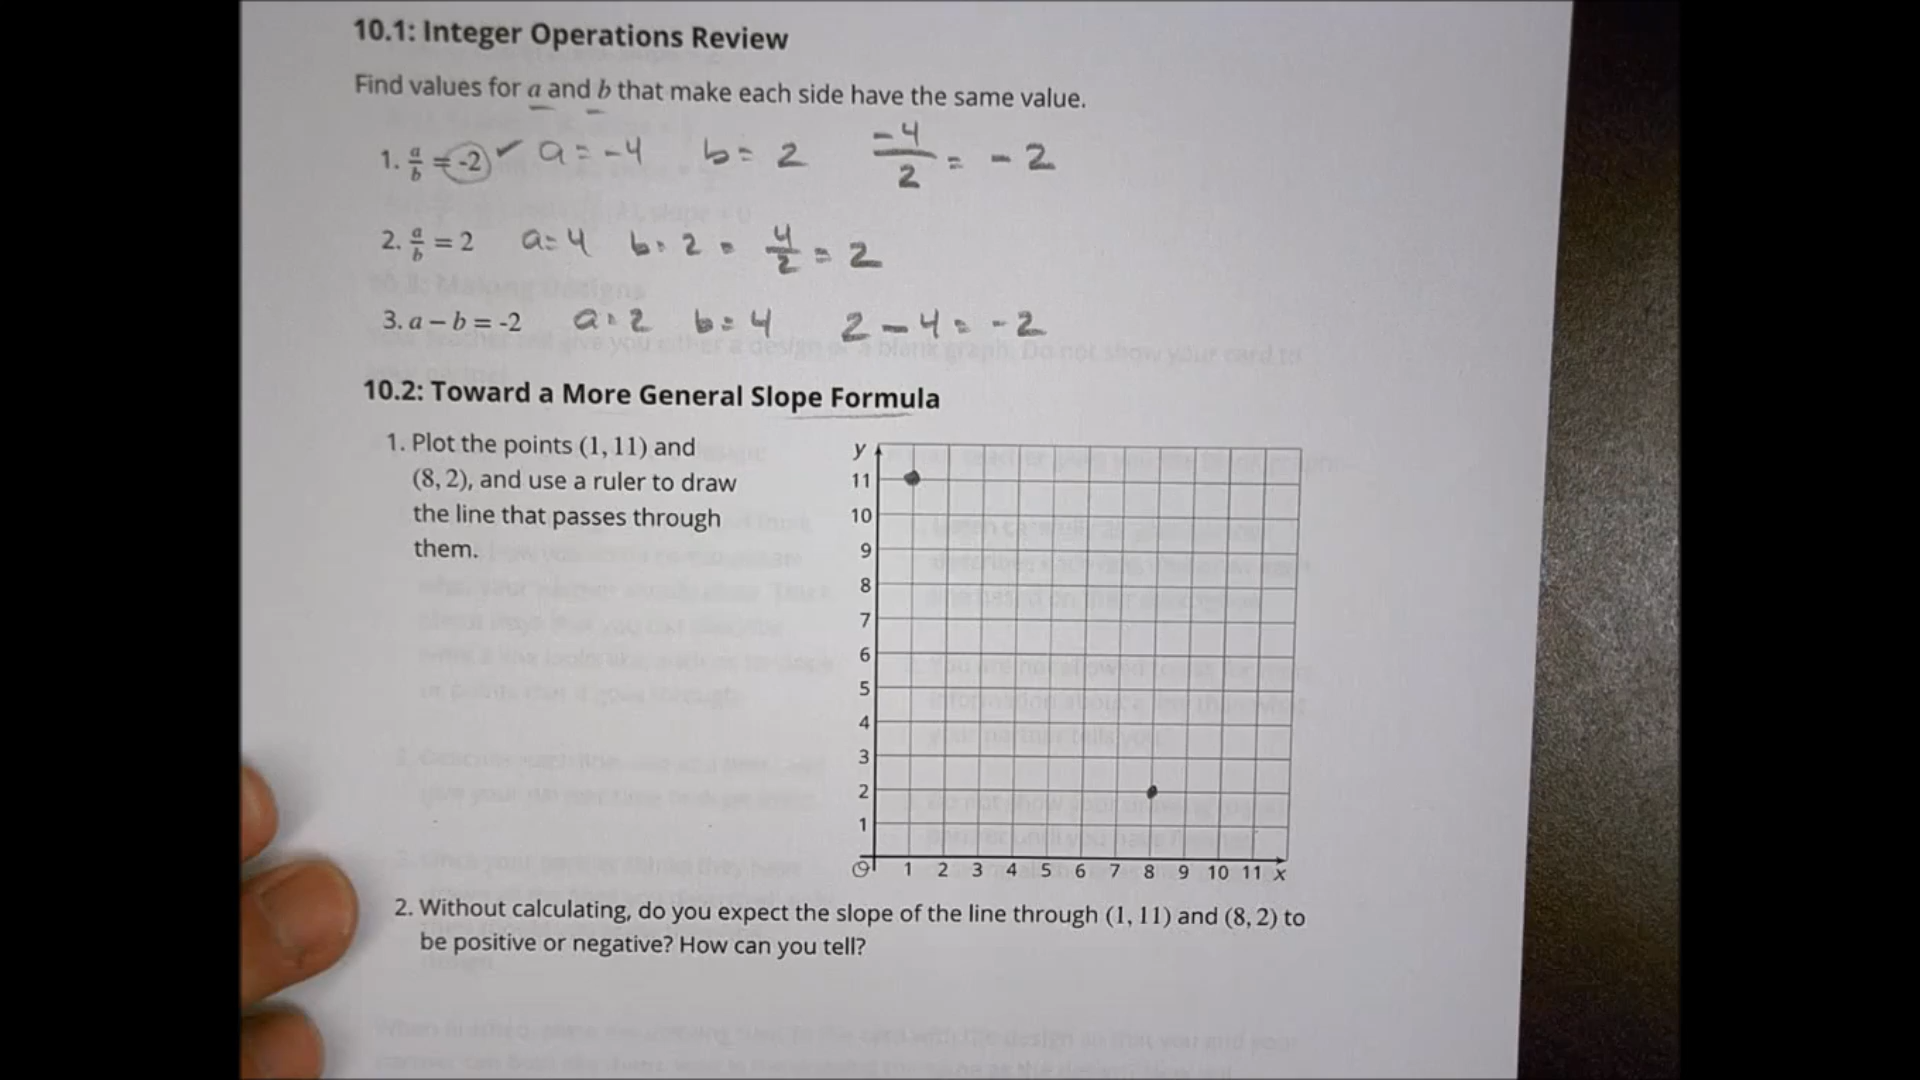 10.1: Integer Operations Review
Find values for a and b that make each side have the same value.
1. a/b = -2 ✓ a = -4 b = 2 -4/2 = -2
2. a/b = 2 a = 4 b = 2 = 4/2 = 2
3. a − b = -2 a = 2 b = 4 2 - 4 = -2
10.2: Toward a More General Slope Formula
1. Plot the points (1, 11) and
(8, 2), and use a ruler to draw
the line that passes through
them.
y
11
10
9
8
7
6
5
4
3
2
1
O 1 2 3 4 5 6 7 8 9 10 11 x
2. Without calculating, do you expect the slope of the line through (1, 11) and (8, 2) to
be positive or negative? How can you tell?